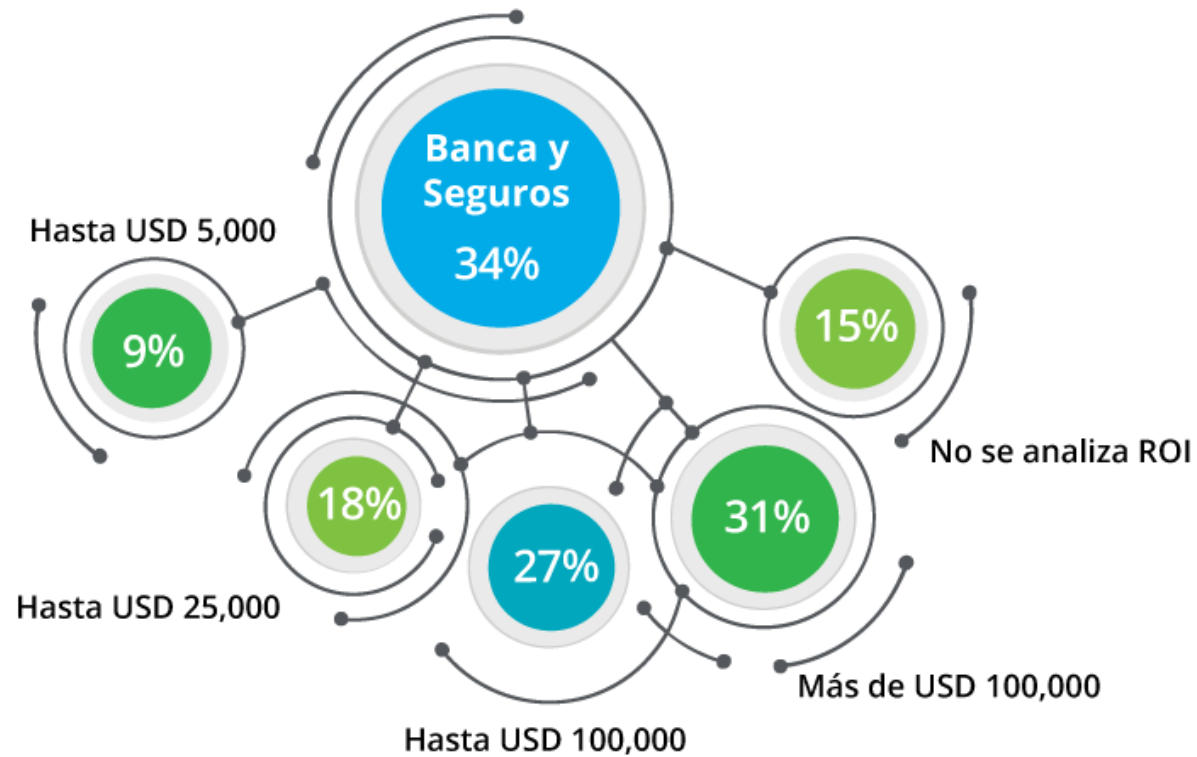 Banca y
Seguros
34%
Hasta USD 5,000
9%
15%
No se analiza ROI
18%
Hasta USD 25,000
27%
Hasta USD 100,000
31%
Más de USD 100,000